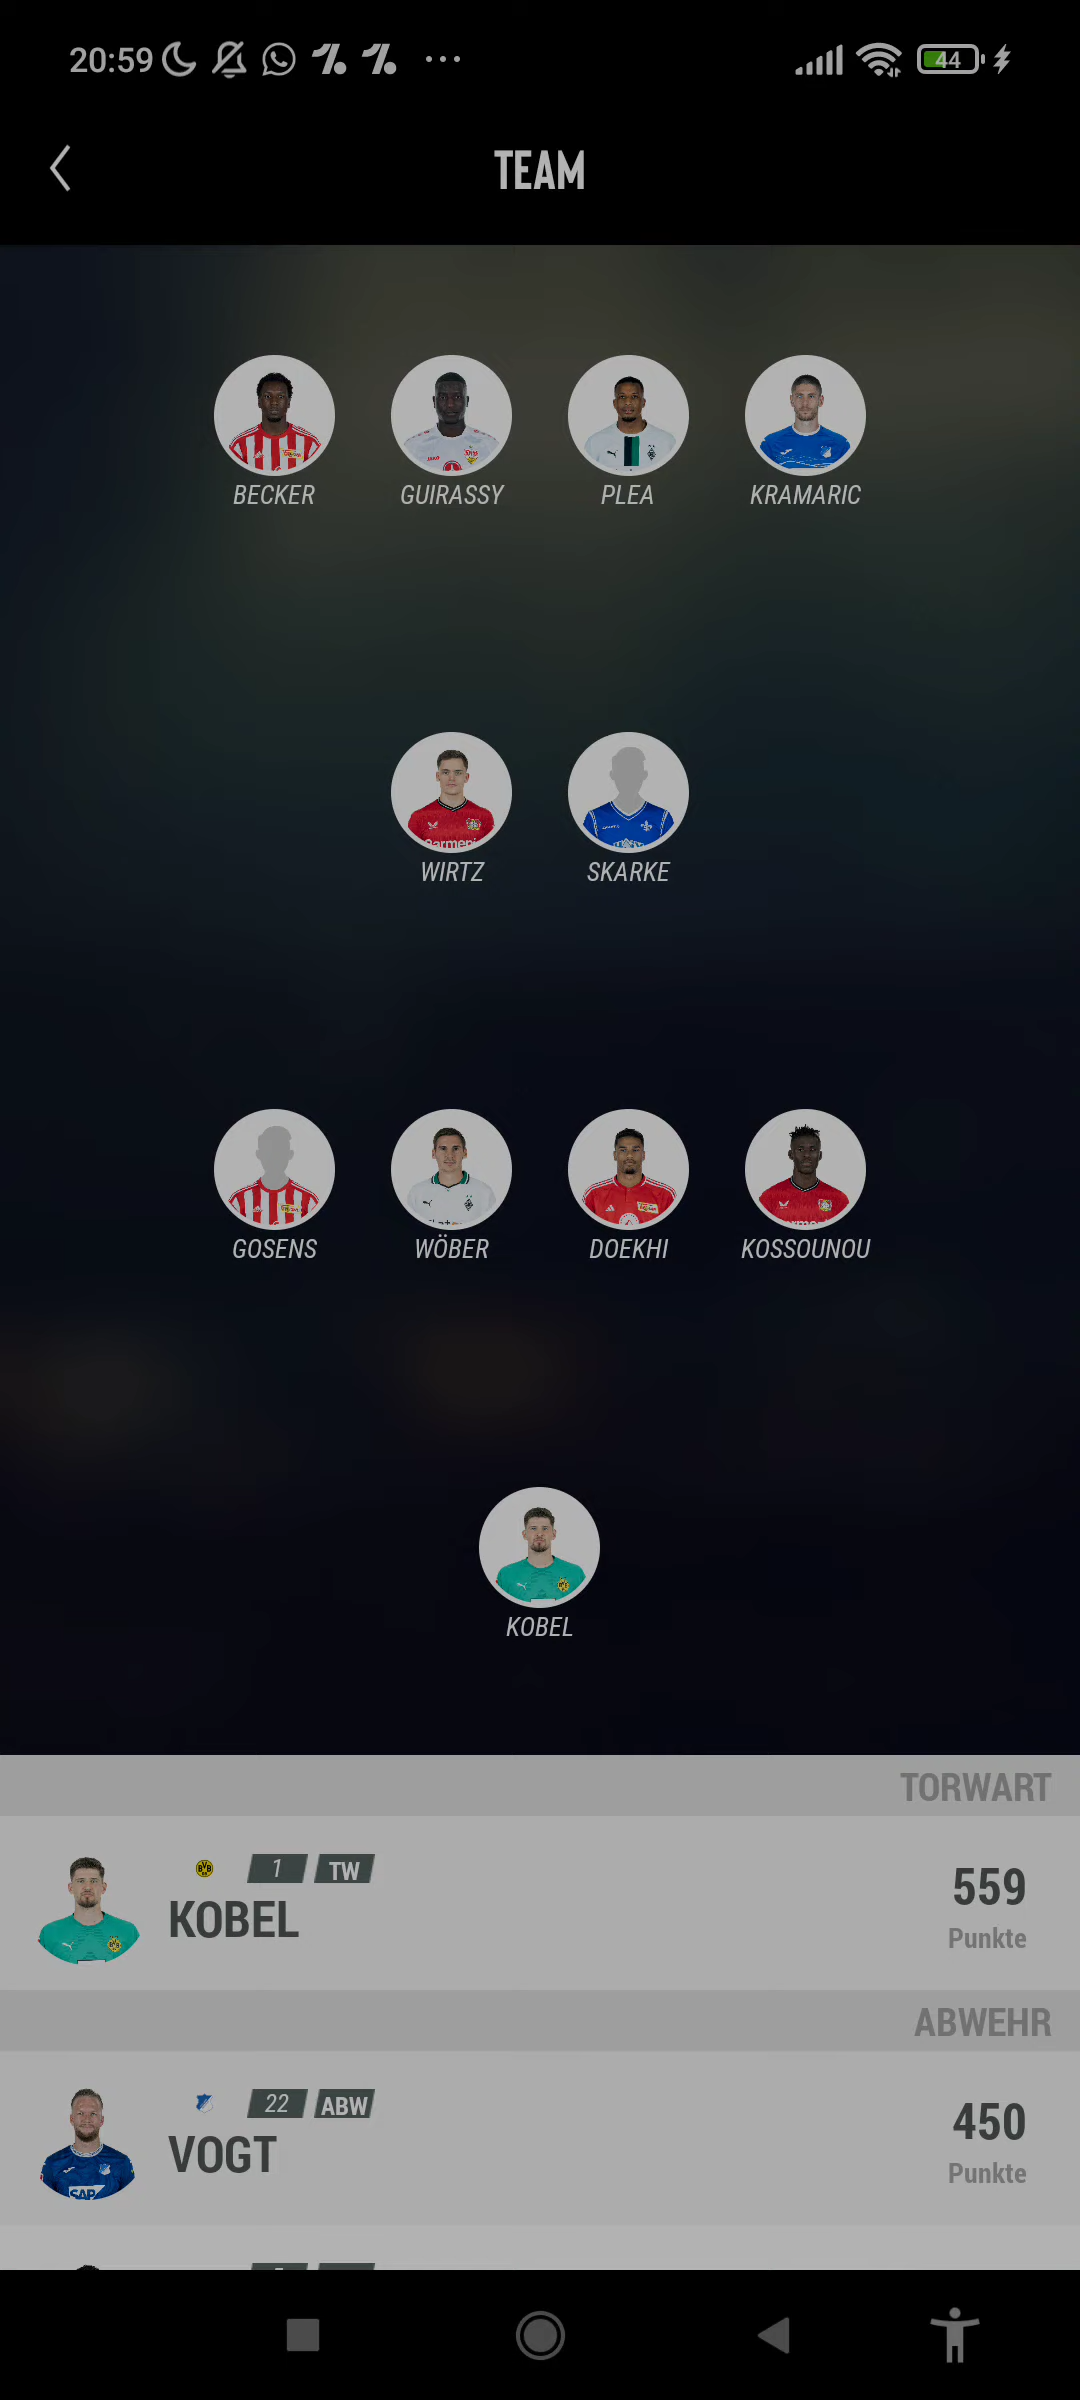 20:59 44
TEAM
BECKER GUIRASSY PLEA KRAMARIC
WIRTZ SKARKE
GOSENS WÖBER DOEKHI KOSSOUNOU
KOBEL
TORWART
1 TW
KOBEL
559
Punkte
ABWEHR
22 ABW
VOGT
450
Punkte